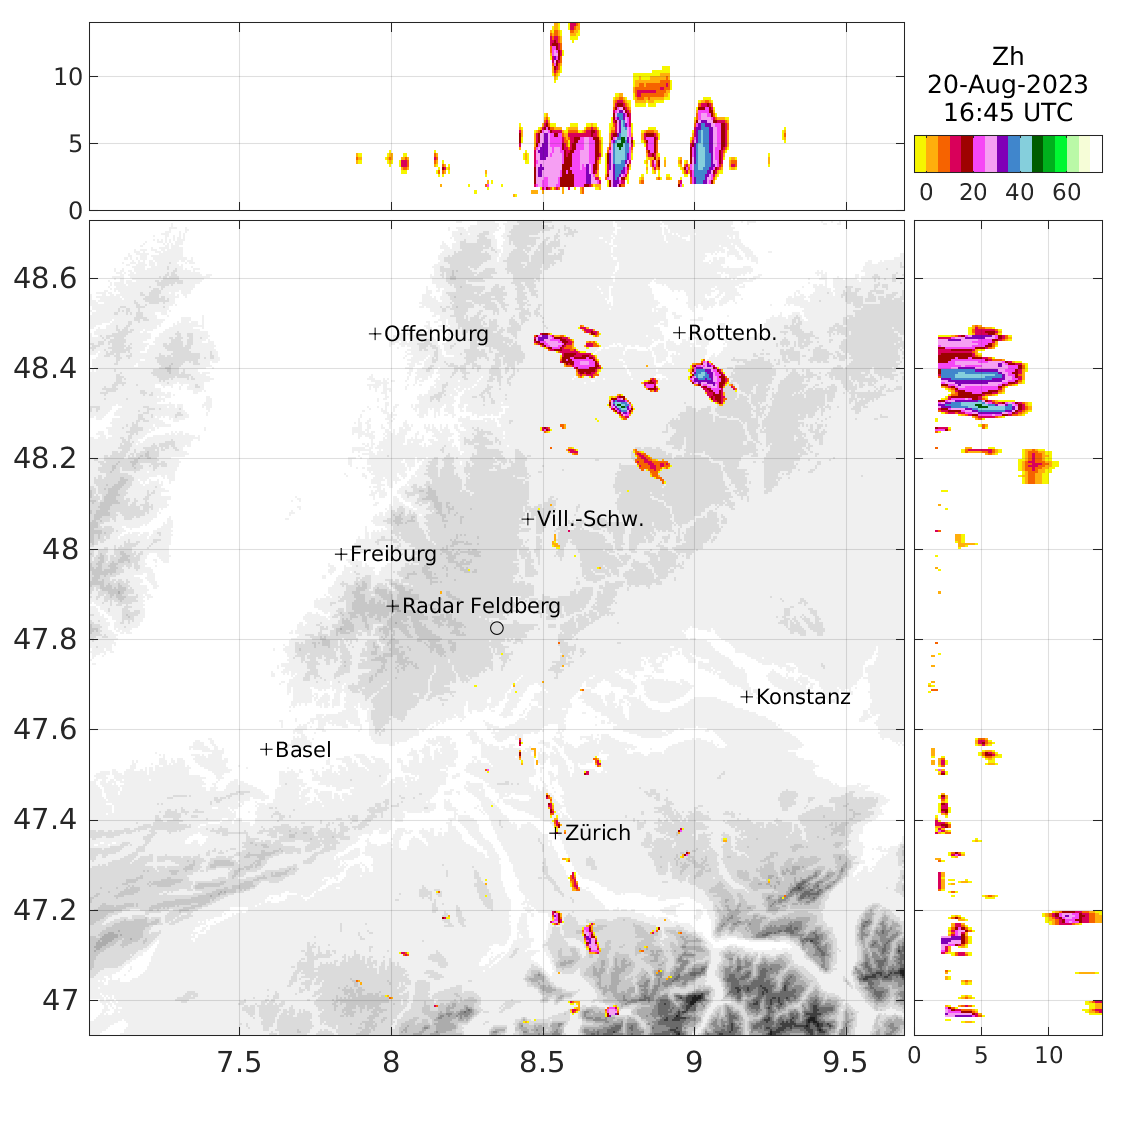 Zh
20-Aug-2023
16:45 UTC
10
5
0
0 20 40 60
48.6
48.4
48.2
48
47.8
47.6
47.4
47.2
47
+Offenburg
+Rottenb.
+Vill.-Schw.
+Freiburg
+Radar Feldberg
+Konstanz
+Basel
+Zürich
7.5 8 8.5 9 9.5
0 5 10